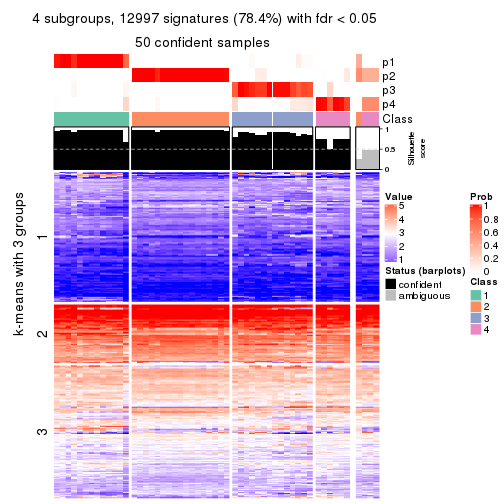 4 subgroups, 12997 signatures (78.4%) with fdr < 0.05
50 confident samples
p1
p2
p3
p4
Class
1
0.5
0
Silhouette
score
k-means with 3 groups
1
2
3
Value
5
4
3
2
1
Status (barplots)
confident
ambiguous
Prob
1
0.8
0.6
0.4
0.2
0
Class
1
2
3
4